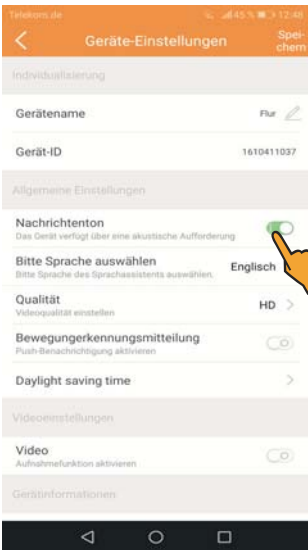 Telekom.de 45 % 12:48
Geräte-Einstellungen
Spei-
chern
Individualisierung
Gerätename Flur
Gerät-ID 1610411037
Allgemeine Einstellungen
Nachrichtenton
Das Gerät verfügt über eine akustische Aufforderung
Bitte Sprache auswählen Englisch
Bitte Sprache des Sprachassistents auswählen.
Qualität HD
Videoqualität einstellen
Bewegungerkennungsmitteilung
Push-Benachrichtigung aktivieren
Daylight saving time
Videoeinstellungen
Video
Aufnahmefunktion aktivieren
Gerätinformationen